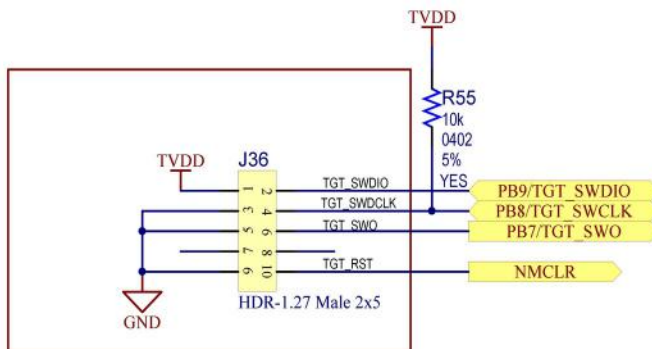 TVDD
R55
10k
0402
5%
YES
J36
TVDD
1 2 TGT_SWDIO PB9/TGT_SWDIO
3 4 TGT_SWDCLK PB8/TGT_SWCLK
5 6 TGT_SWO PB7/TGT_SWO
7 8
9 10 TGT_RST NMCLR
HDR-1.27 Male 2x5
GND